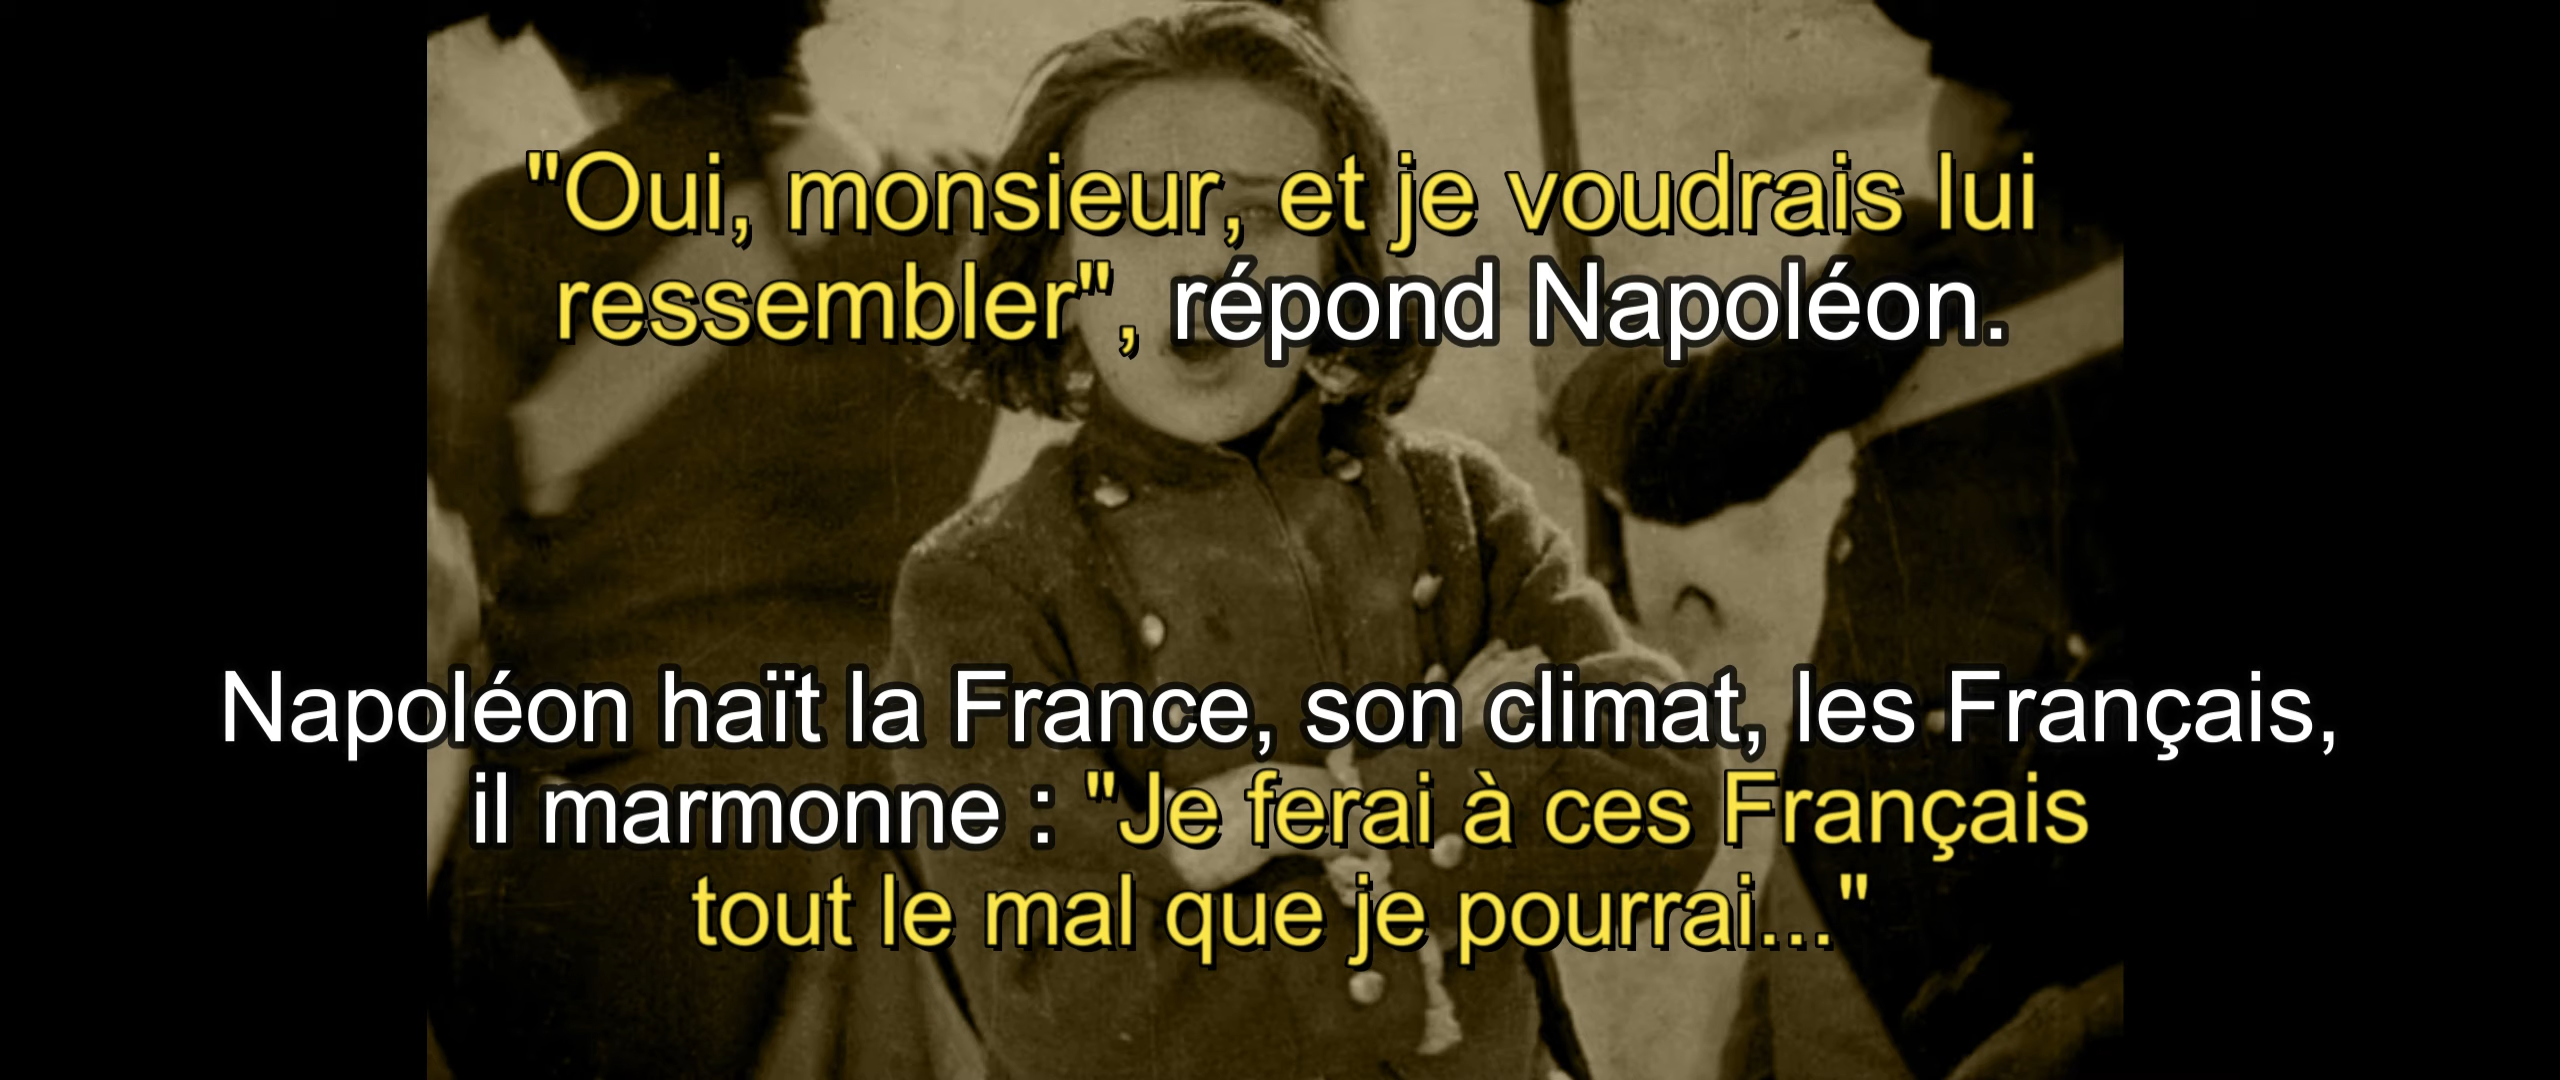 "Oui, monsieur, et je voudrais lui
ressembler", répond Napoléon.
Napoléon haït la France, son climat, les Français,
il marmonne : "Je ferai à ces Français
tout le mal que je pourrai..."